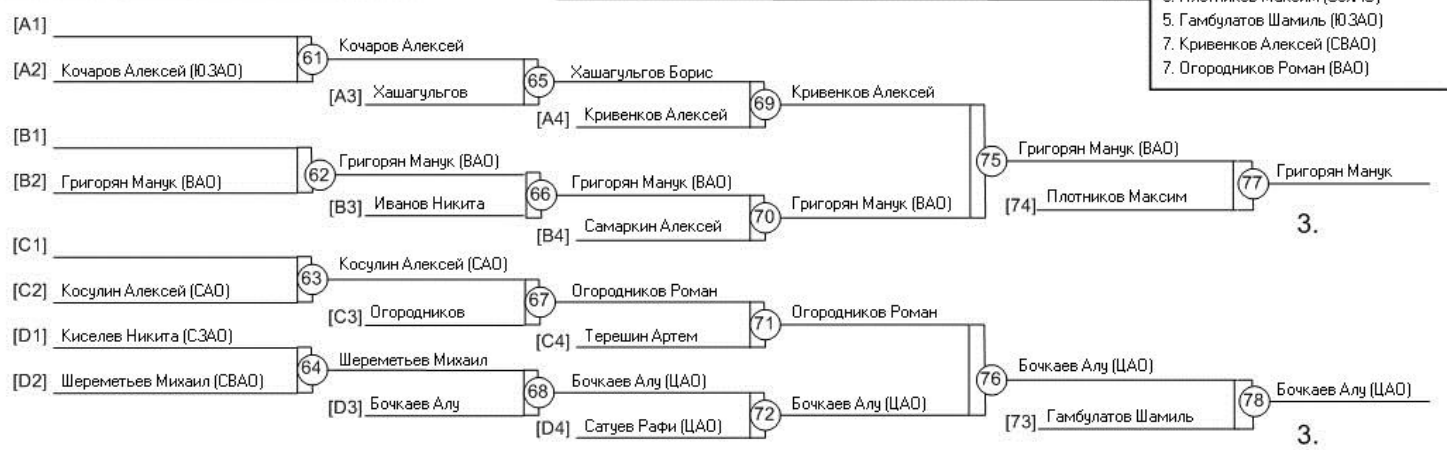 5. Гамбулатов Шамиль (ЮЗАО)
7. Кривенков Алексей (СВАО)
7. Огородников Роман (ВАО)
[A1]
[A2] Кочаров Алексей (ЮЗАО)
61
Кочаров Алексей
[A3] Хашагульгов
65
Хашагульгов Борис
[A4] Кривенков Алексей
69
Кривенков Алексей
[B1]
[B2] Григорян Манук (ВАО)
62
Григорян Манук (ВАО)
[B3] Иванов Никита
66
Григорян Манук (ВАО)
[B4] Самаркин Алексей
70
Григорян Манук (ВАО)
75
Григорян Манук (ВАО)
[74] Плотников Максим
77
Григорян Манук
3.
[C1]
[C2] Косулин Алексей (САО)
63
Косулин Алексей (САО)
[C3] Огородников
67
Огородников Роман
[C4] Терешин Артем
71
Огородников Роман
[D1] Киселев Никита (СЗАО)
[D2] Шереметьев Михаил (СВАО)
64
Шереметьев Михаил
[D3] Бочкаев Алу
68
Бочкаев Алу (ЦАО)
[D4] Сатуев Рафи (ЦАО)
72
Бочкаев Алу (ЦАО)
76
Бочкаев Алу (ЦАО)
[73] Гамбулатов Шамиль
78
Бочкаев Алу (ЦАО)
3.